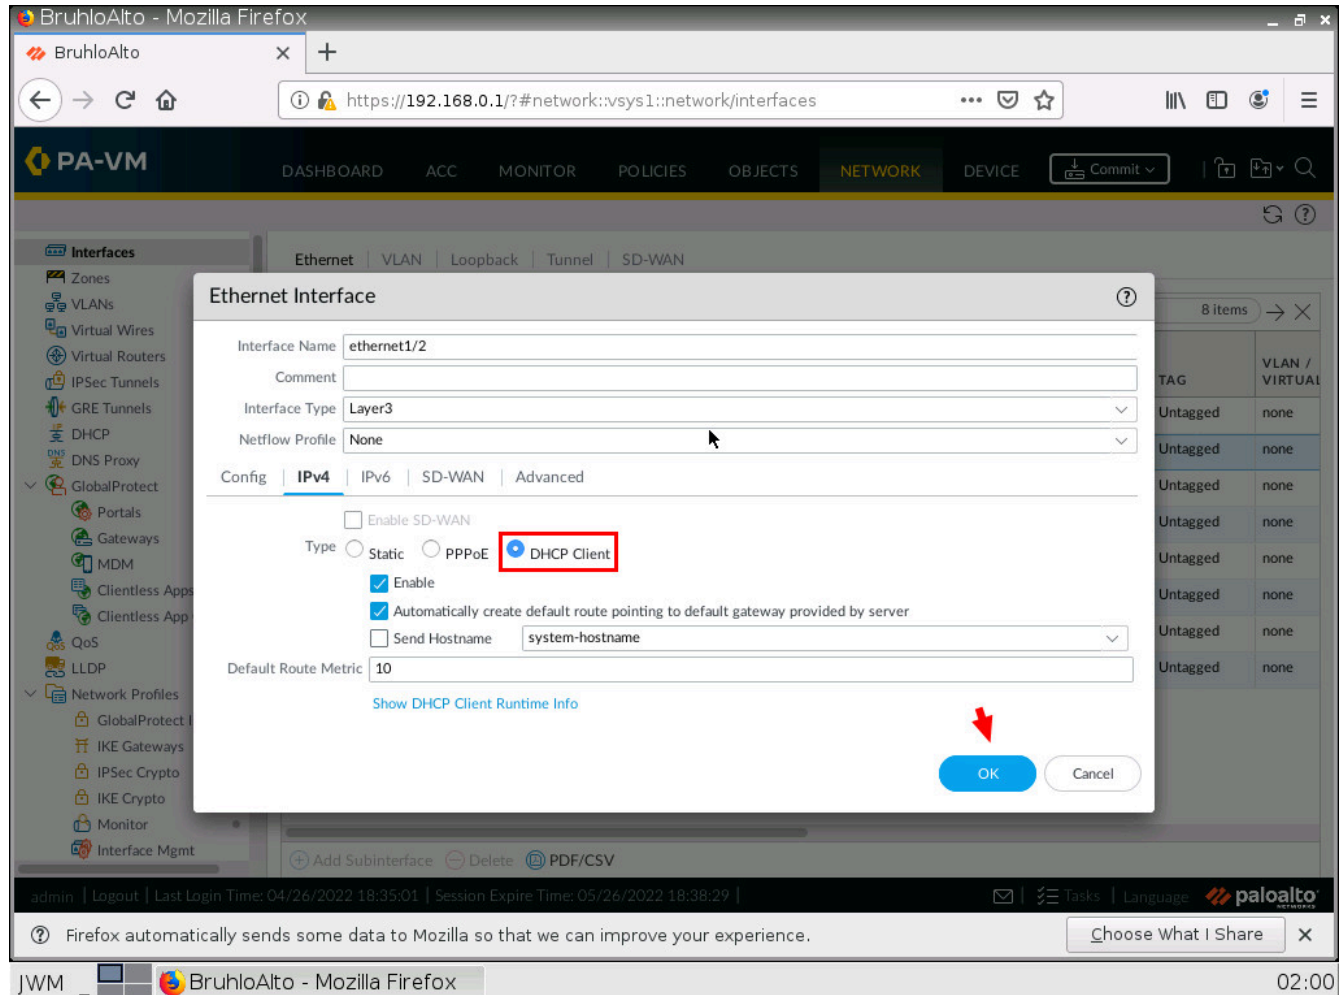 BruhloAlto - Mozilla Firefox
BruhloAlto
https://192.168.0.1/?#network::vsys1::network/interfaces
PA-VM
DASHBOARD ACC MONITOR POLICIES OBJECTS NETWORK DEVICE Commit
Interfaces
Zones
VLANs
Virtual Wires
Virtual Routers
IPSec Tunnels
GRE Tunnels
DHCP
DNS Proxy
GlobalProtect
Portals
Gateways
MDM
Clientless Apps
Clientless App
QoS
LLDP
Network Profiles
GlobalProtect I
IKE Gateways
IPSec Crypto
IKE Crypto
Monitor
Interface Mgmt
Ethernet | VLAN | Loopback | Tunnel | SD-WAN
8 items
TAG
VLAN /
VIRTUAL
Untagged none
Untagged none
Untagged none
Untagged none
Untagged none
Untagged none
Untagged none
Untagged none
Ethernet Interface
Interface Name ethernet1/2
Comment
Interface Type Layer3
Netflow Profile None
Config | IPv4 | IPv6 | SD-WAN | Advanced
Enable SD-WAN
Type Static PPPoE DHCP Client
Enable
Automatically create default route pointing to default gateway provided by server
Send Hostname system-hostname
Default Route Metric 10
Show DHCP Client Runtime Info
OK Cancel
Add Subinterface Delete PDF/CSV
admin | Logout | Last Login Time: 04/26/2022 18:35:01 | Session Expire Time: 05/26/2022 18:38:29 |
Tasks | Language paloalto
NETWORKS
Firefox automatically sends some data to Mozilla so that we can improve your experience. Choose What I Share
JWM BruhloAlto - Mozilla Firefox 02:00